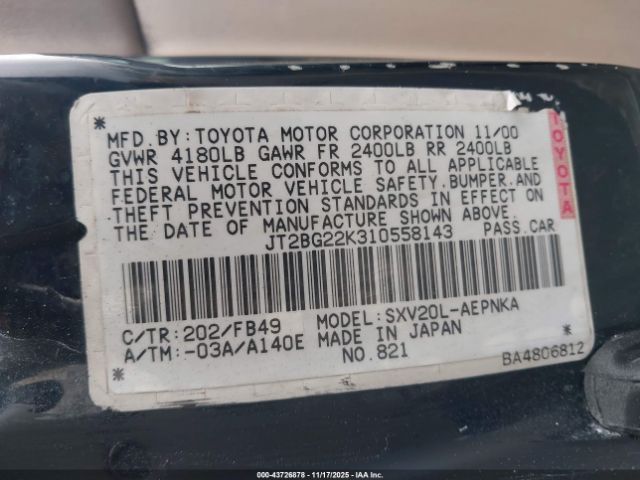 MFD. BY: TOYOTA MOTOR CORPORATION 11/00
GVWR 4180LB GAWR FR 2400LB RR 2400LB
THIS VEHICLE CONFORMS TO ALL APPLICABLE
FEDERAL MOTOR VEHICLE SAFETY, BUMPER, AND
THEFT PREVENTION STANDARDS IN EFFECT ON
THE DATE OF MANUFACTURE SHOWN ABOVE.
JT2BG22K310558143 PASS. CAR
TOYOTA
C/TR: 202/FB49 MODEL: SXV20L-AEPNKA
A/TM: -03A/A140E MADE IN JAPAN
NO. 821
BA4806812
© 43726878 - 11/17/2025 - IAA Holdings, LLC